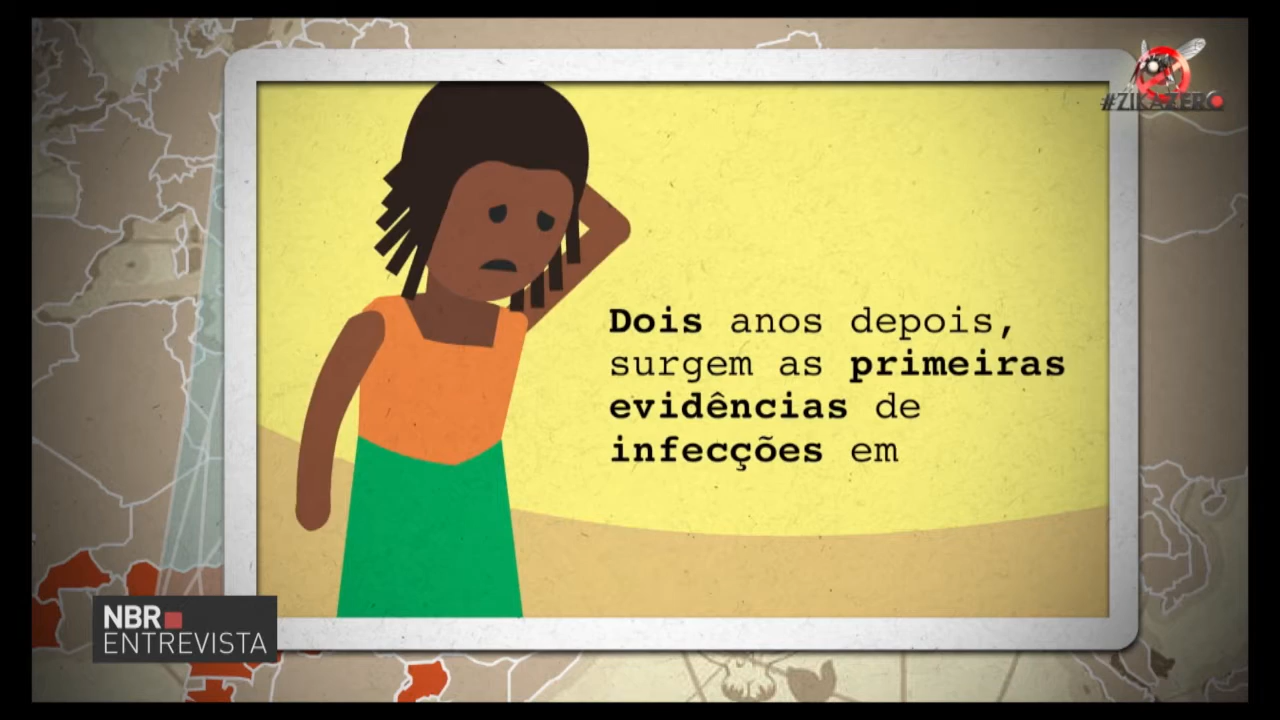 #ZIKAZERO
Dois anos depois,
surgem as primeiras
evidências de
infecções em
NBR
ENTREVISTA